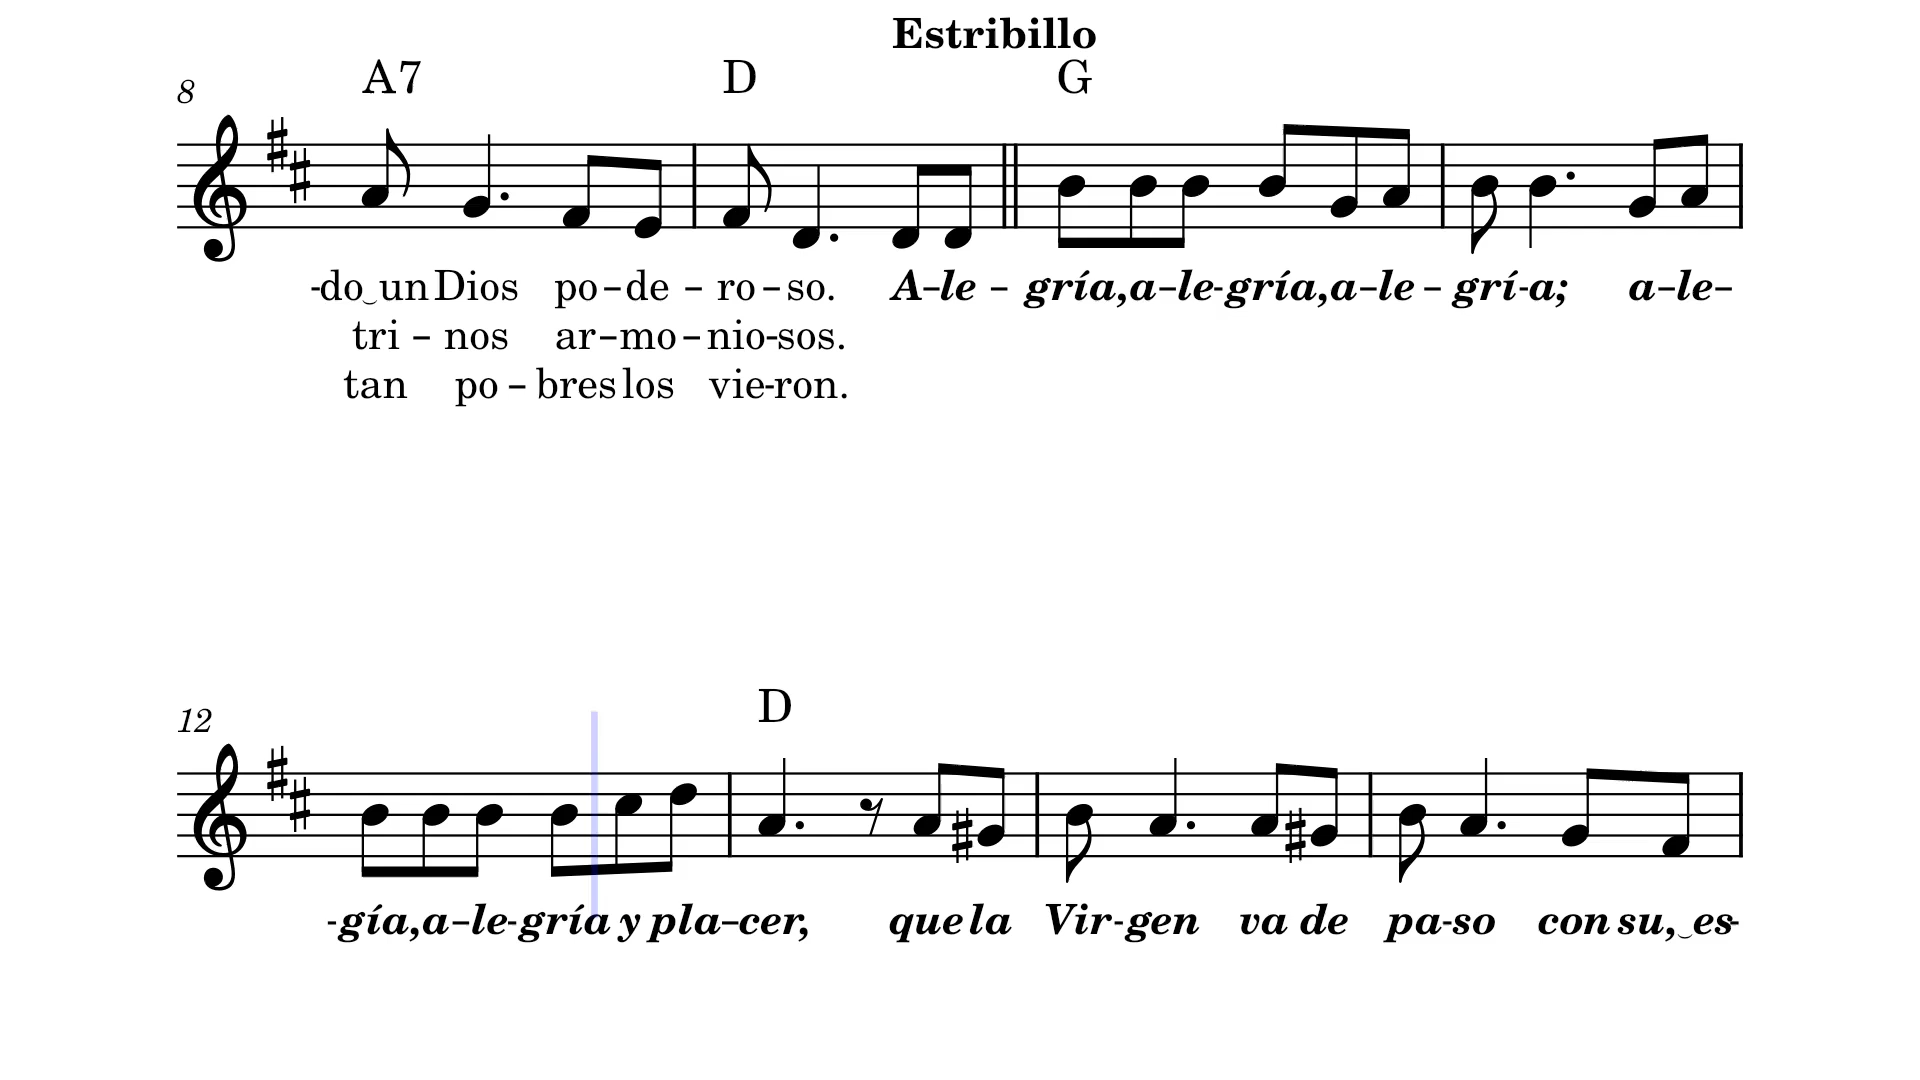 Estribillo
8 A7 D G
-do‿un Dios po-de-ro-so. A-le-gría, a-le-gría, a-le-grí-a; a-le-
tri-nos ar-mo-nio-sos.
tan po-bres los vie-ron.
12 D
-gía, a-le-gría y pla-cer, que la Vir-gen va de pa-so con su,‿es-